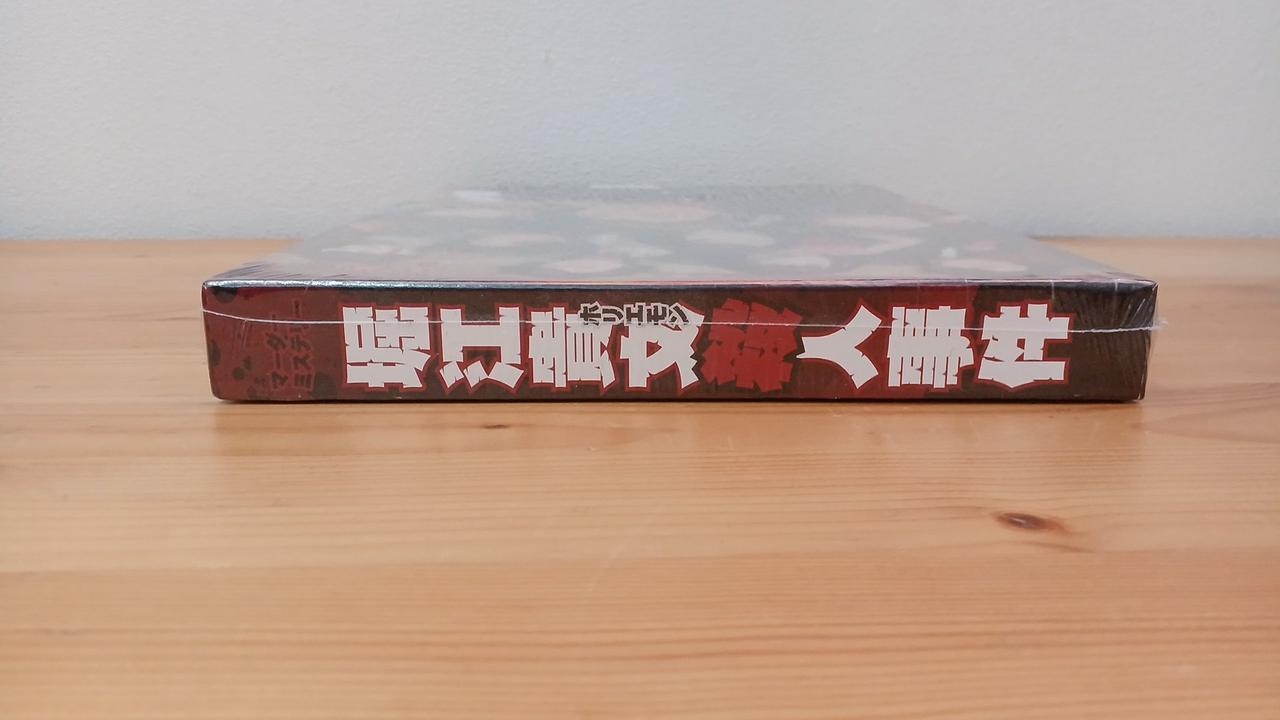 マーダー
ミステリー
堀江貴文殺人事件
ホリエモン